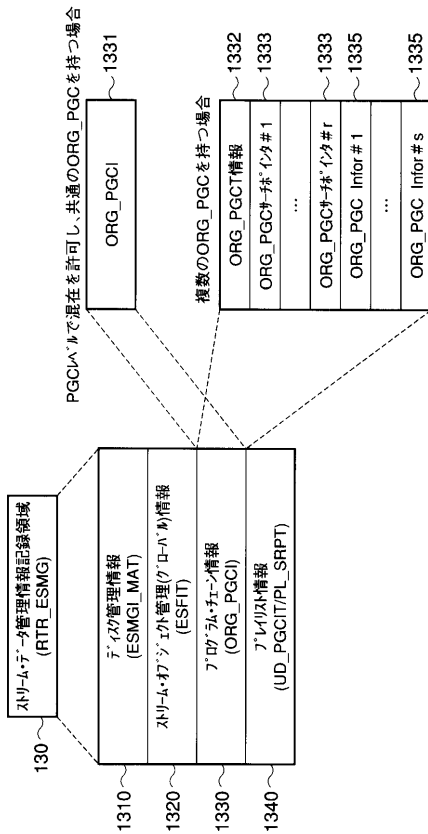 ストリーム・データ管理情報記録領域
(RTR_ESMG)
130
ディスク管理情報
(ESMGI_MAT)
1310
ストリーム・オブジェクト管理(グローバル)情報
(ESFIT)
1320
プログラム・チェーン情報
(ORG_PGCI)
1330
プレイリスト情報
(UD_PGCIT/PL_SRPT)
1340
PGCIレベルで混在を許可し、共通のORG_PGCを持つ場合
ORG_PGCI
1331
複数のORG_PGCを持つ場合
ORG_PGCT情報
1332
ORG_PGCサーチポインタ#1
1333
…
ORG_PGCサーチポインタ#r
1333
ORG_PGC Infor#1
1335
…
ORG_PGC Infor#s
1335